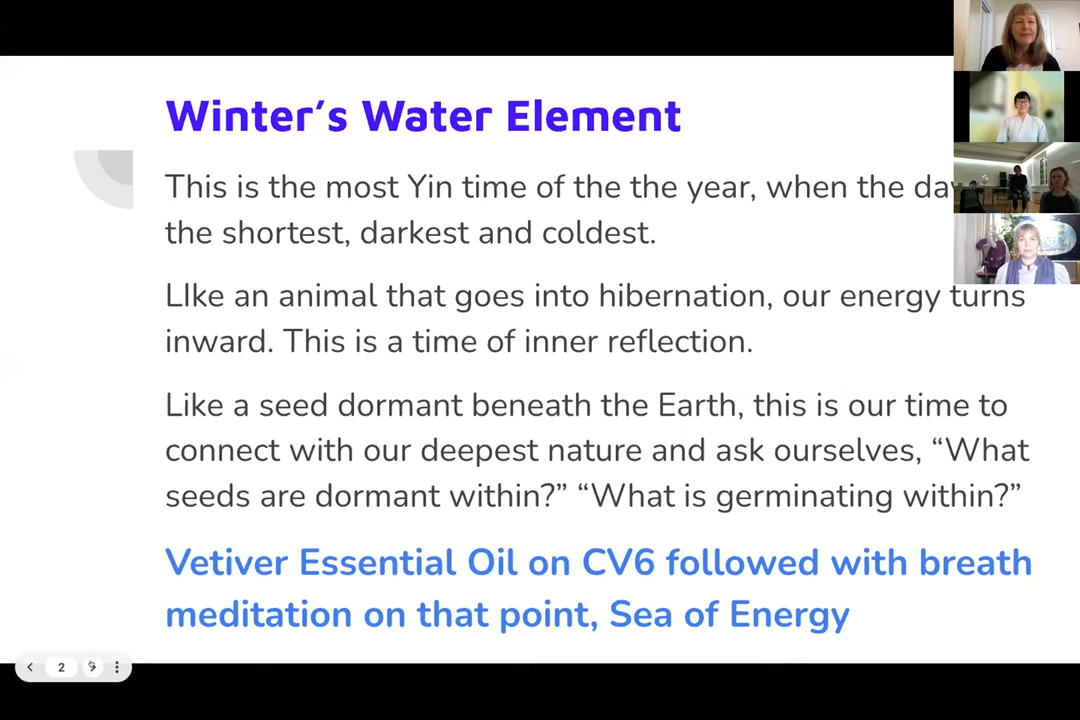 Winter’s Water Element
This is the most Yin time of the the year, when the
the shortest, darkest and coldest.
LIke an animal that goes into hibernation, our energy turns
inward. This is a time of inner reflection.
Like a seed dormant beneath the Earth, this is our time to
connect with our deepest nature and ask ourselves, “What
seeds are dormant within?” “What is germinating within?”
Vetiver Essential Oil on CV6 followed with breath
meditation on that point, Sea of Energy
2